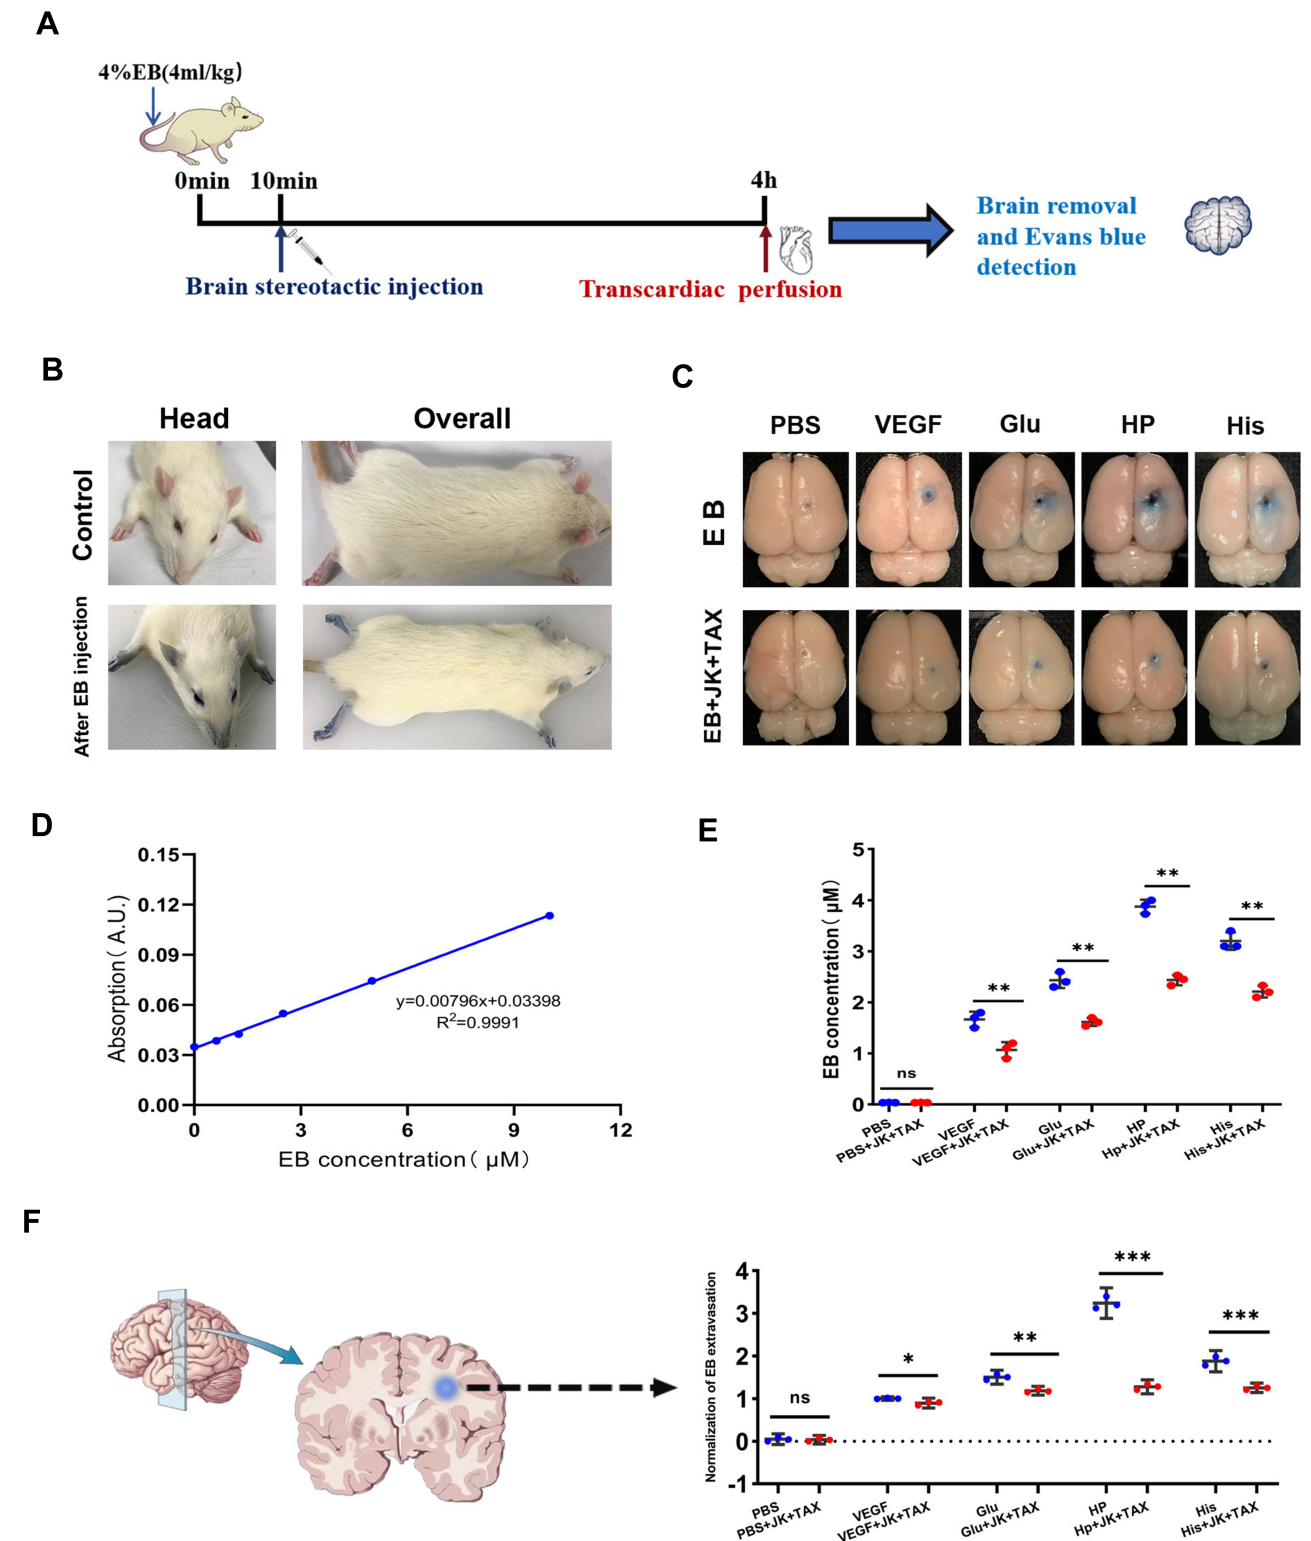 A
4%EB(4ml/kg)
0min 10min 4h
Brain stereotactic injection
Transcardiac perfusion
Brain removal
and Evans blue
detection
B
Head Overall
Control
After EB injection
C
PBS VEGF Glu HP His
E B
EB+JK+TAX
D
Absorption( A.U.)
0.15
0.12
0.09
0.06
0.03
0.00
y=0.00796x+0.03398
R²=0.9991
0 3 6 9 12
EB concentration( μM)
E
EB concentration( μM)
5
4
3
2
1
0
ns ** ** ** **
PBS
PBS+JK+TAX
VEGF
VEGF+JK+TAX
Glu
Glu+JK+TAX
HP
Hp+JK+TAX
His
His+JK+TAX
F
Normalization of EB extravasation
4
3
2
1
0
-1
ns * ** *** ***
PBS
PBS+JK+TAX
VEGF
VEGF+JK+TAX
Glu
Glu+JK+TAX
HP
Hp+JK+TAX
His
His+JK+TAX